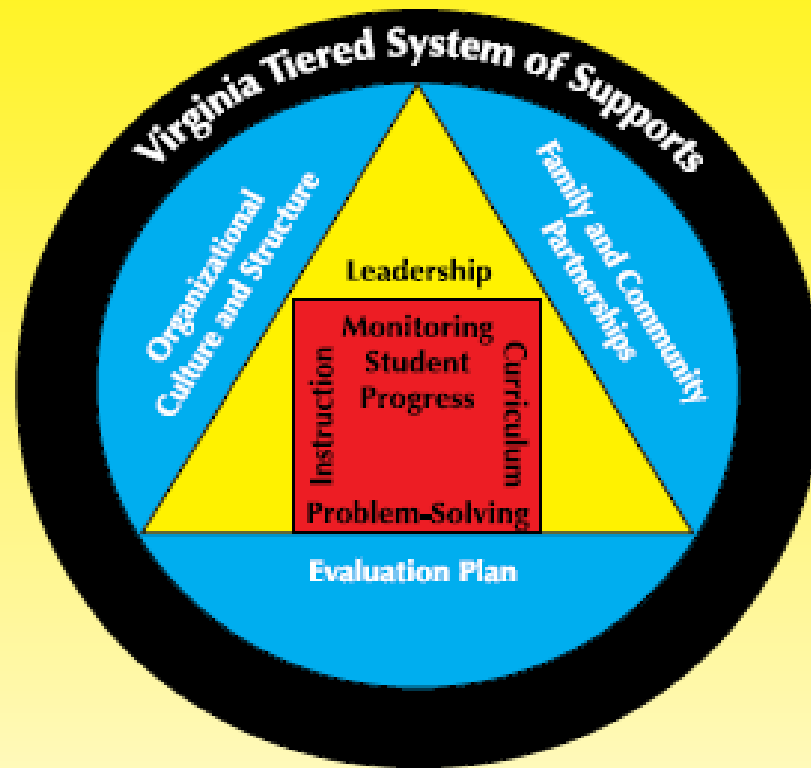 Virginia Tiered System of Supports
Organizational
Culture and Structure
Family and Community
Partnerships
Leadership
Monitoring
Student
Progress
Instruction
Curriculum
Problem-Solving
Evaluation Plan